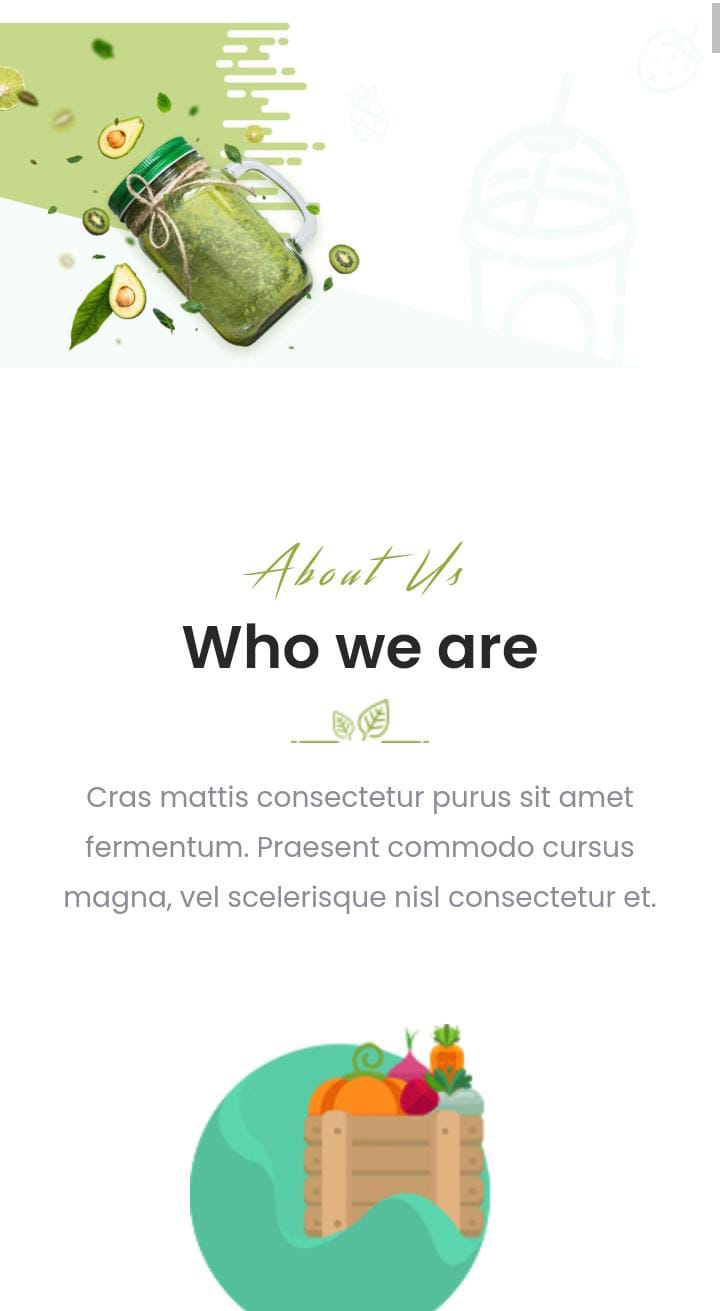 About Us
Who we are
Cras mattis consectetur purus sit amet
fermentum. Praesent commodo cursus
magna, vel scelerisque nisl consectetur et.